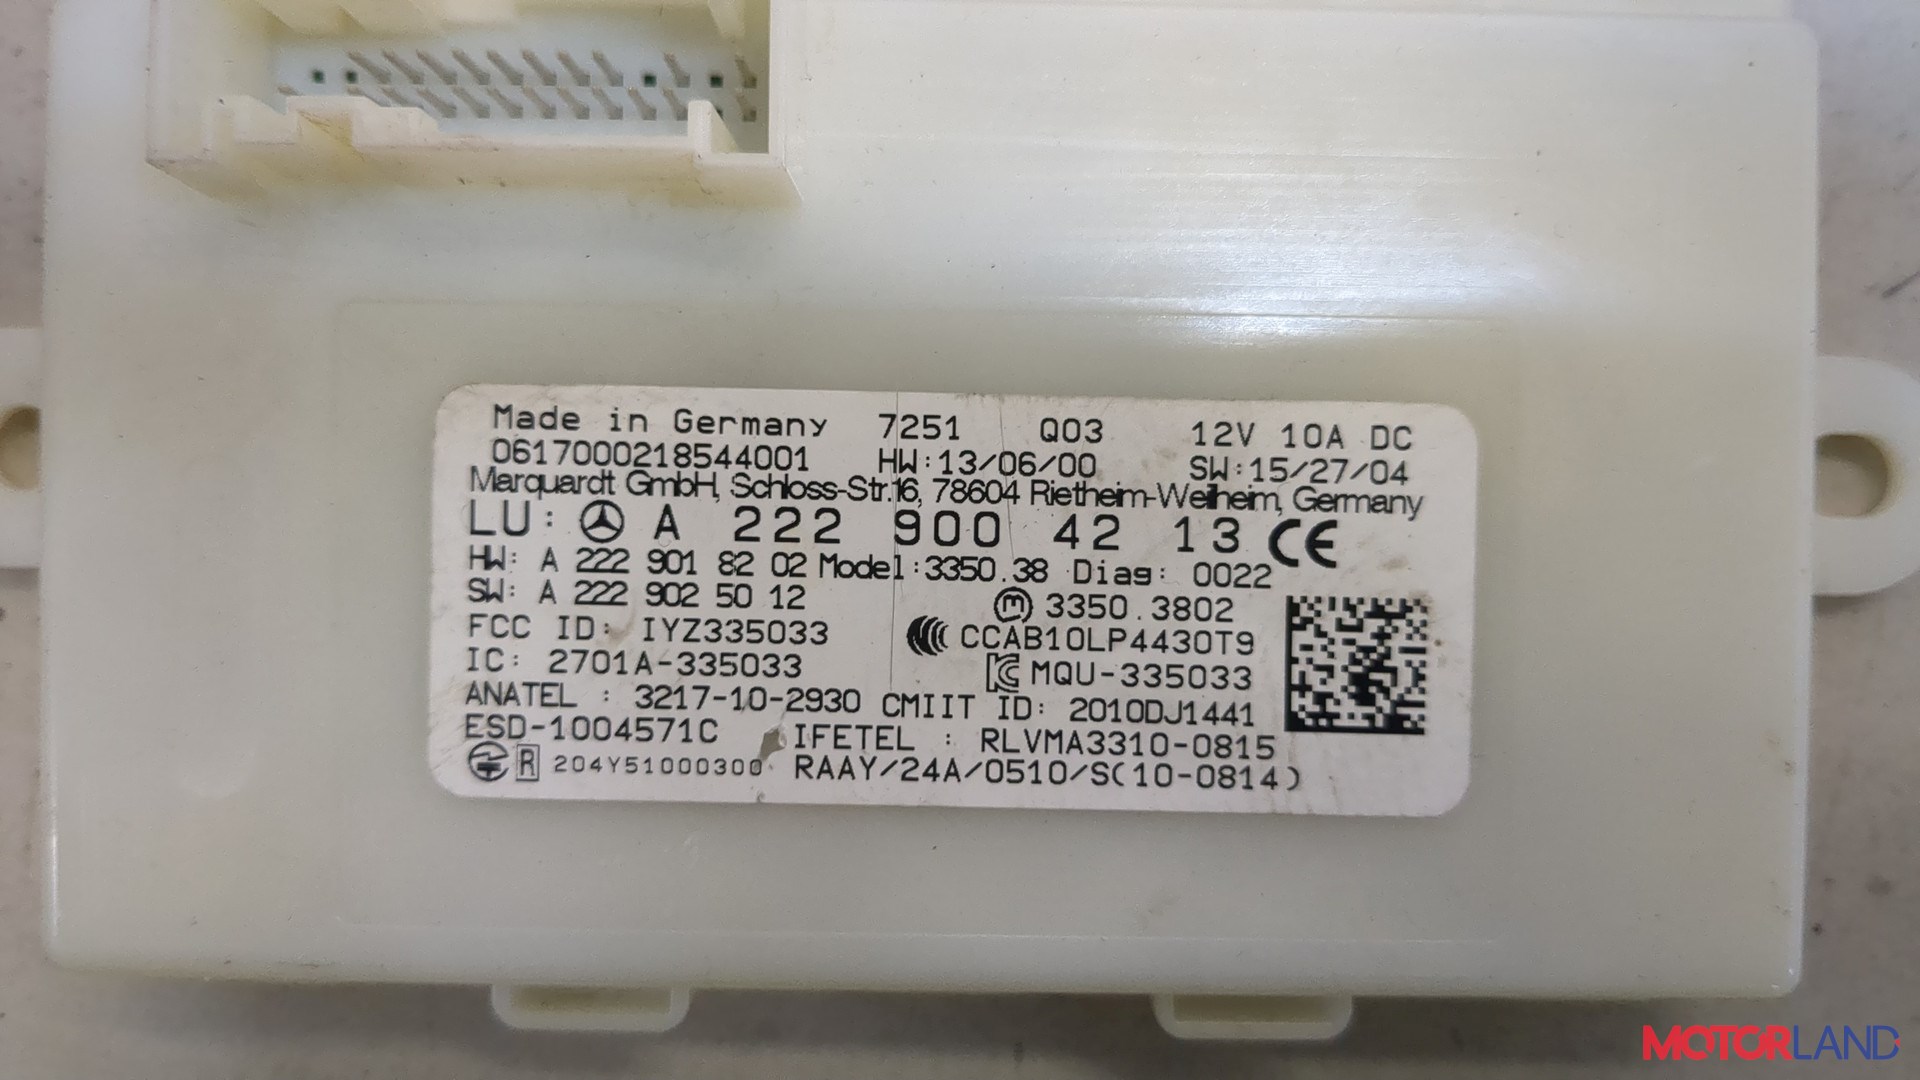 Made in Germany 7251 Q03 12V 10A DC
0617000218544001 HW:13/06/00 SW:15/27/04
Marquardt GmbH, Schloss-Str.16, 78604 Rietheim-Weilheim, Germany
LU: A 222 900 42 13 CE
HW: A 222 901 82 02 Model:3350.38 Diag: 0022
SW: A 222 902 50 12 m 3350.3802
FCC ID: IYZ335033 CCAB10LP4430T9
IC: 2701A-335033 MQU-335033
ANATEL : 3217-10-2930 CMIIT ID: 2010DJ1441
ESD-1004571C IFETEL : RLVMA3310-0815
R 204Y51000300 RAAY/24A/0510/S(10-0814)
MOTORLAND